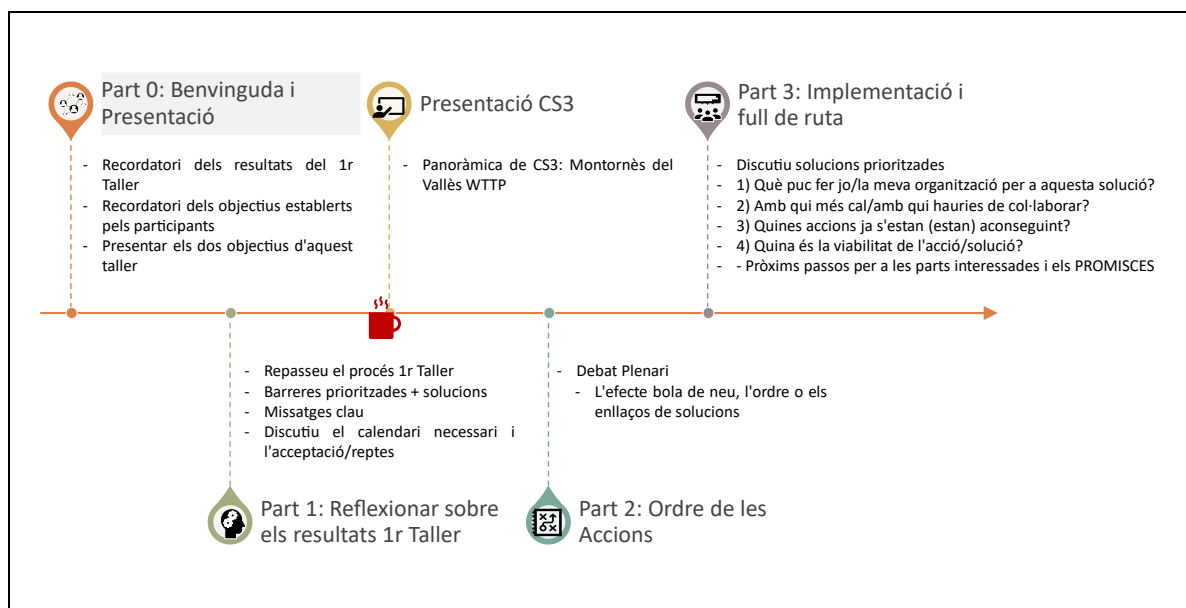 Part 0: Benvinguda i
Presentació
- Recordatori dels resultats del 1r
Taller
- Recordatori dels objectius establerts
pels participants
- Presentar els dos objectius d'aquest
taller
Presentació CS3
- Panoràmica de CS3: Montornès del
Vallès WTTP
Part 3: Implementació i
full de ruta
- Discutiu solucions prioritzades
- 1) Què puc fer jo/la meva organització per a aquesta solució?
- 2) Amb qui més cal/amb qui hauries de col·laborar?
- 3) Quines accions ja s'estan (estan) aconseguint?
- 4) Quina és la viabilitat de l'acció/solució?
- - Pròxims passos per a les parts interessades i els PROMISCES
- Repasseu el procés 1r Taller
- Barreres prioritzades + solucions
- Missatges clau
- Discutiu el calendari necessari i
l'acceptació/reptes
Part 1: Reflexionar sobre
els resultats 1r Taller
- Debat Plenari
- L'efecte bola de neu, l'ordre o els
enllaços de solucions
Part 2: Ordre de les
Accions